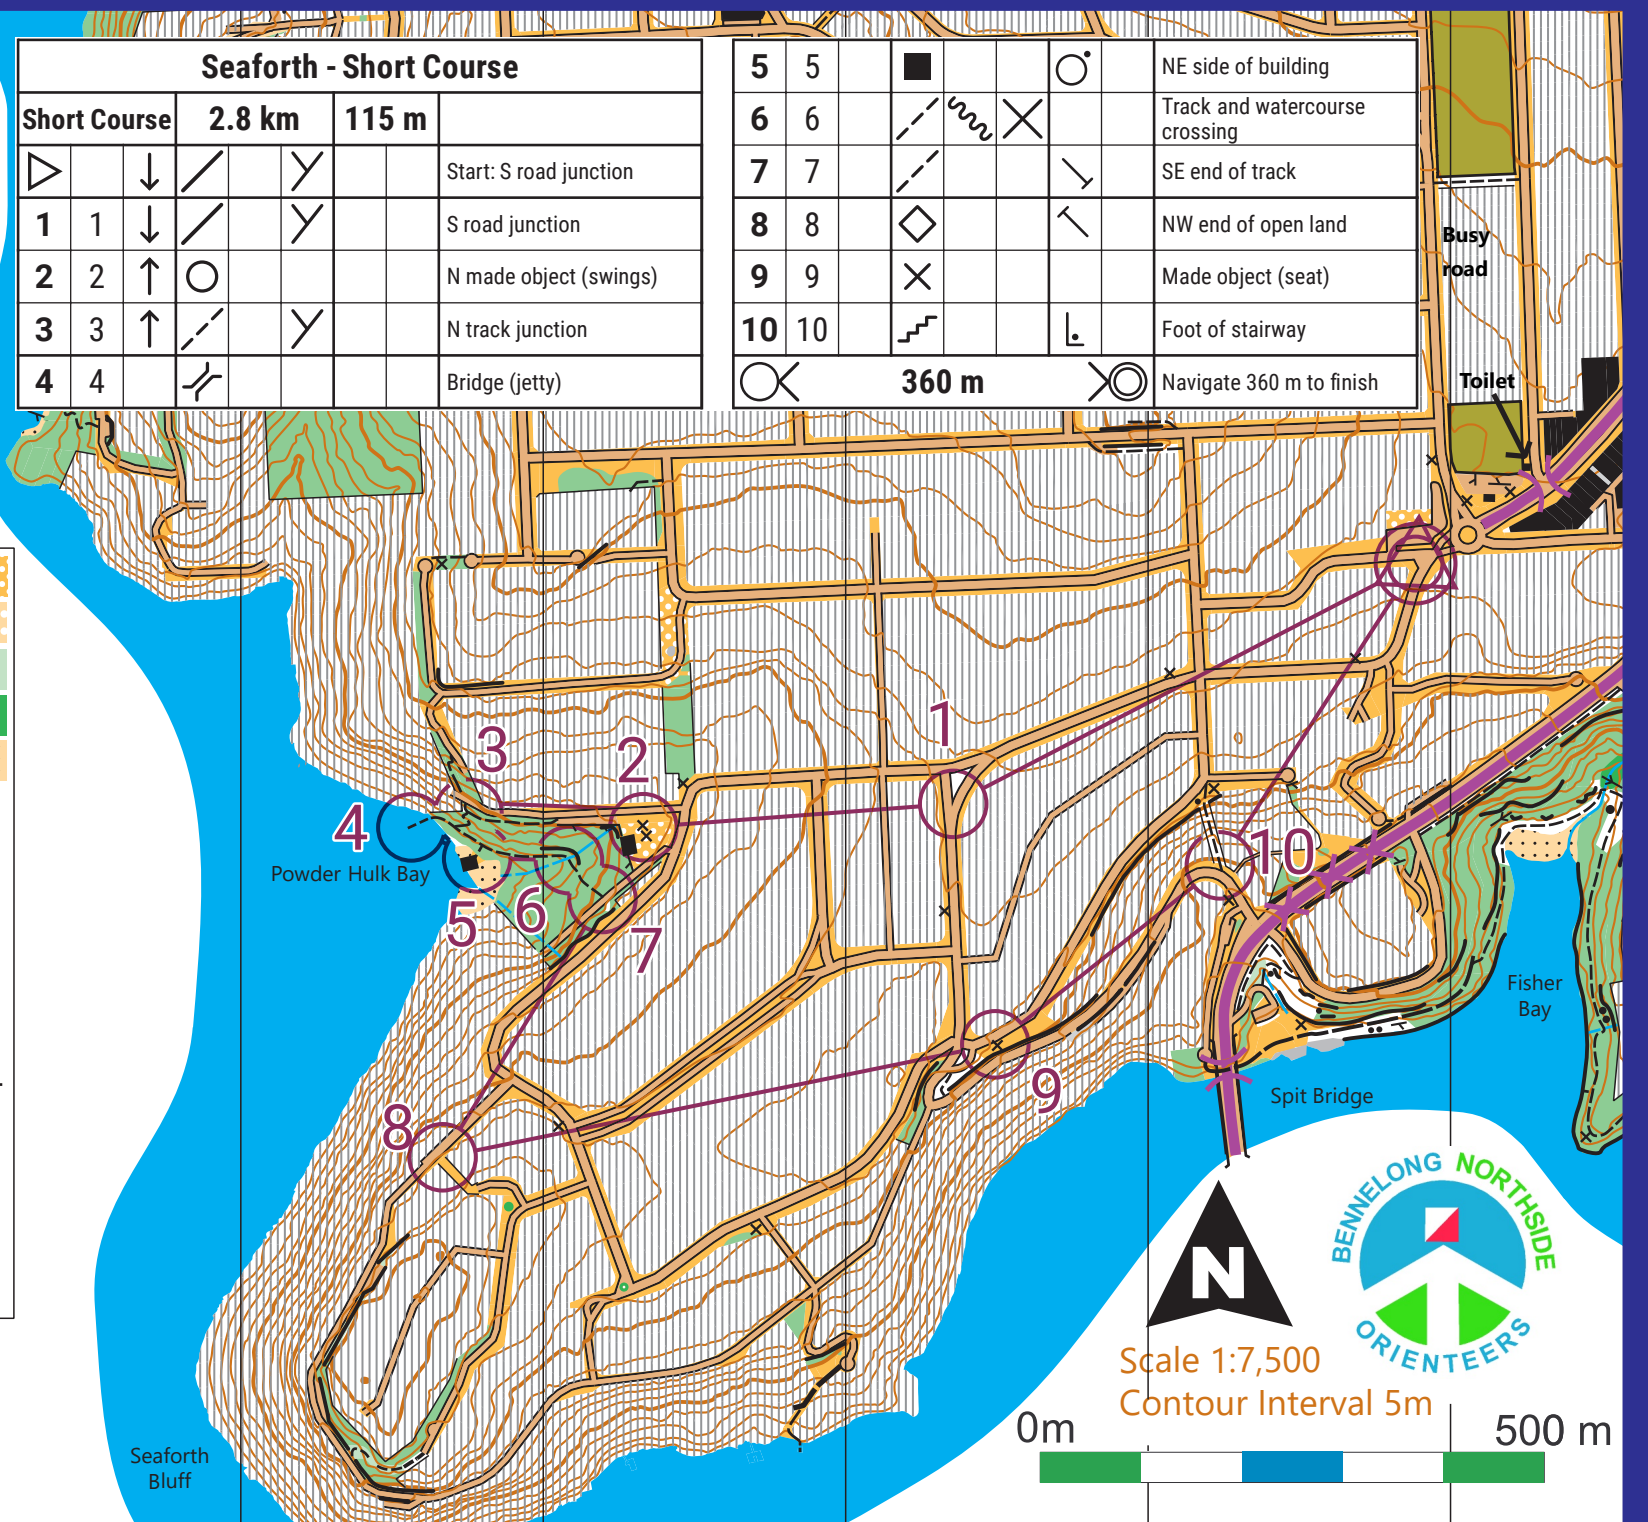 Seaforth - Short Course
Short Course 2.8 km 115 m
Start: S road junction
1 1 S road junction
2 2 N made object (swings)
3 3 N track junction
4 4 Bridge (jetty)
5 5 NE side of building
6 6 Track and watercourse
crossing
7 7 SE end of track
8 8 NW end of open land
9 9 Made object (seat)
10 10 Foot of stairway
360 m Navigate 360 m to finish
Busy
road
Toilet
1
2
3
4
Powder Hulk Bay
5
6
7
8
9
10
Fisher
Bay
Spit Bridge
N
BENNELONG NORTHSIDE
ORIENTEERS
Scale 1:7,500
Contour Interval 5m
0m 500 m
Seaforth
Bluff